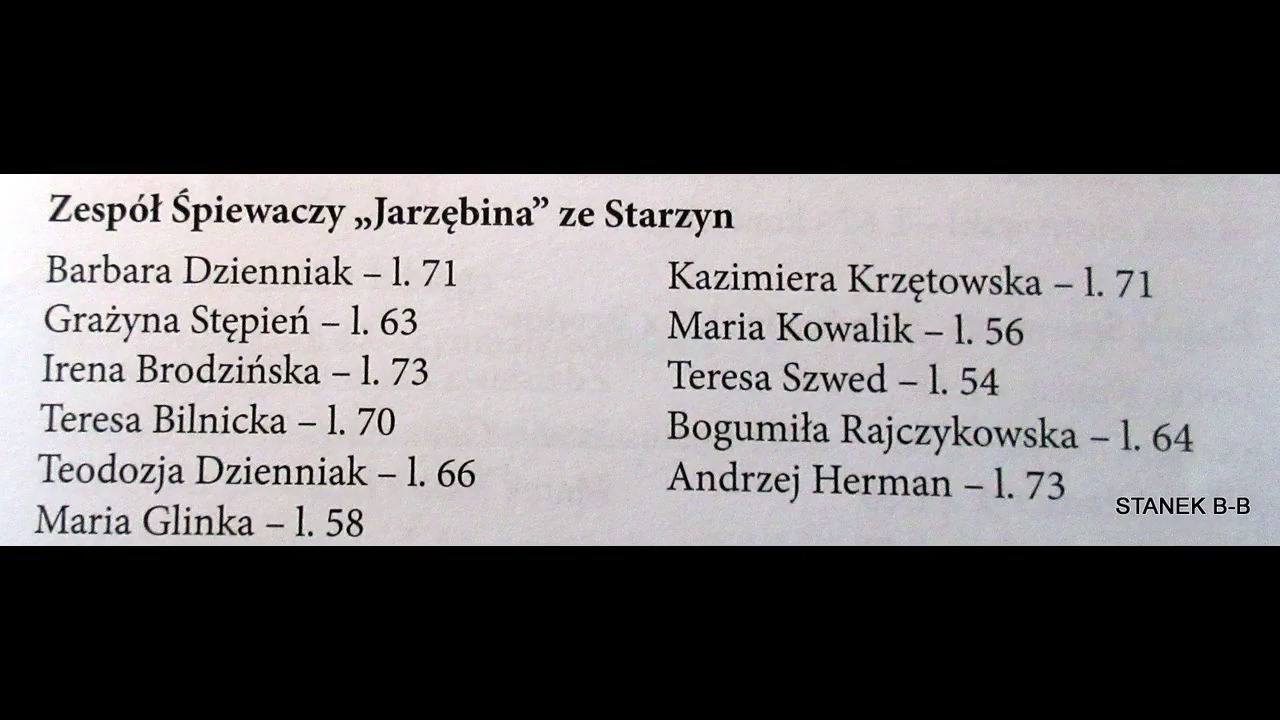 Zespół Śpiewaczy „Jarzębina” ze Starzyn
Barbara Dzienniak – l. 71
Grażyna Stępień – l. 63
Irena Brodzińska – l. 73
Teresa Bilnicka – l. 70
Teodozja Dzienniak – l. 66
Maria Glinka – l. 58
Kazimiera Krzętowska – l. 71
Maria Kowalik – l. 56
Teresa Szwed – l. 54
Bogumiła Rajczykowska – l. 64
Andrzej Herman – l. 73
STANEK B-B